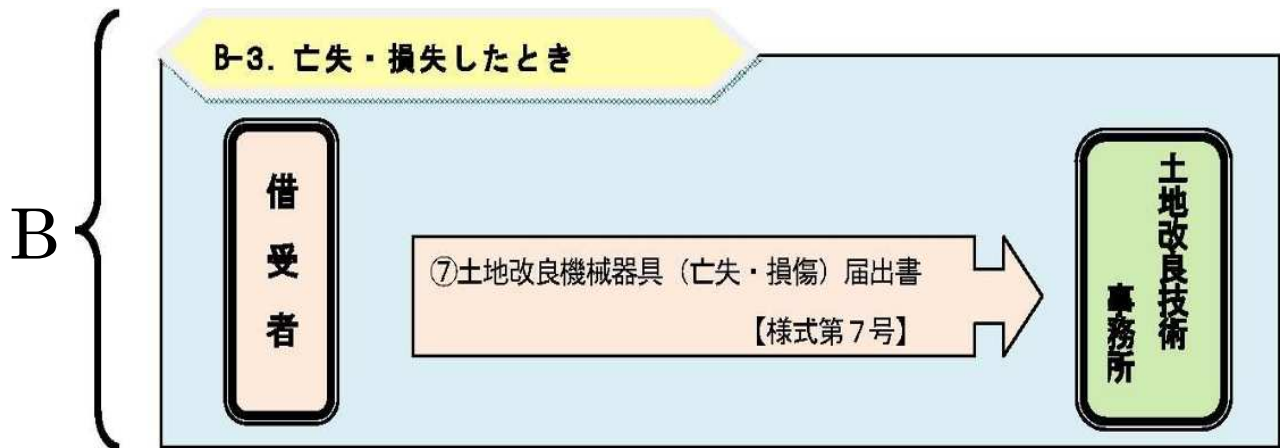 B
B-3. 亡失・損失したとき
借受者
⑦土地改良機械器具（亡失・損傷）届出書
【様式第７号】
土地改良技術
事務所